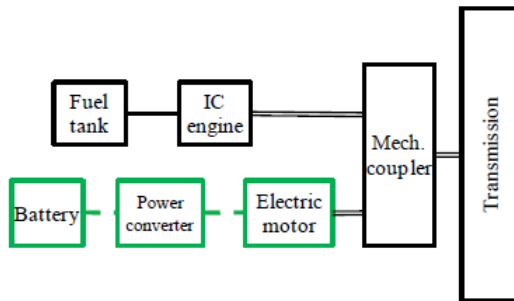 Fuel
tank
IC
engine
Mech.
coupler
Transmission
Battery
Power
converter
Electric
motor